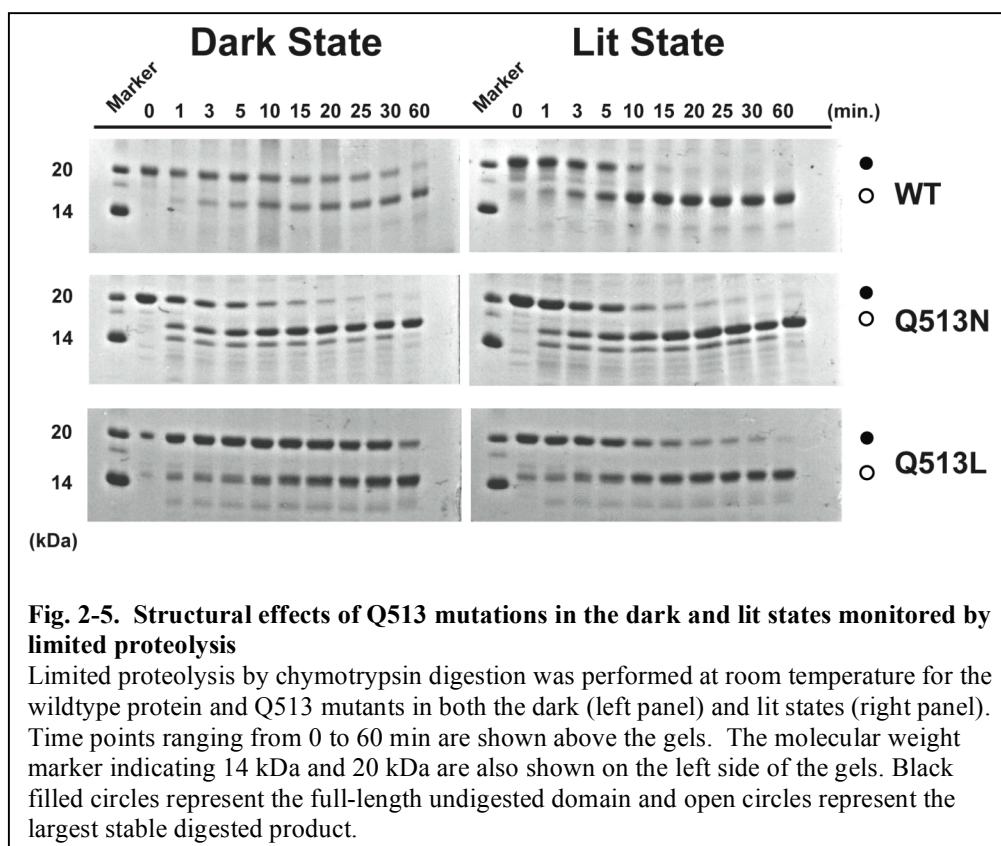 Dark State
Lit State
Marker 0 1 3 5 10 15 20 25 30 60
Marker 0 1 3 5 10 15 20 25 30 60 (min.)
20
14
● ○ WT
20
14
● ○ Q513N
20
14
● ○ Q513L
(kDa)
Fig. 2-5. Structural effects of Q513 mutations in the dark and lit states monitored by
limited proteolysis
Limited proteolysis by chymotrypsin digestion was performed at room temperature for the
wildtype protein and Q513 mutants in both the dark (left panel) and lit states (right panel).
Time points ranging from 0 to 60 min are shown above the gels. The molecular weight
marker indicating 14 kDa and 20 kDa are also shown on the left side of the gels. Black
filled circles represent the full-length undigested domain and open circles represent the
largest stable digested product.